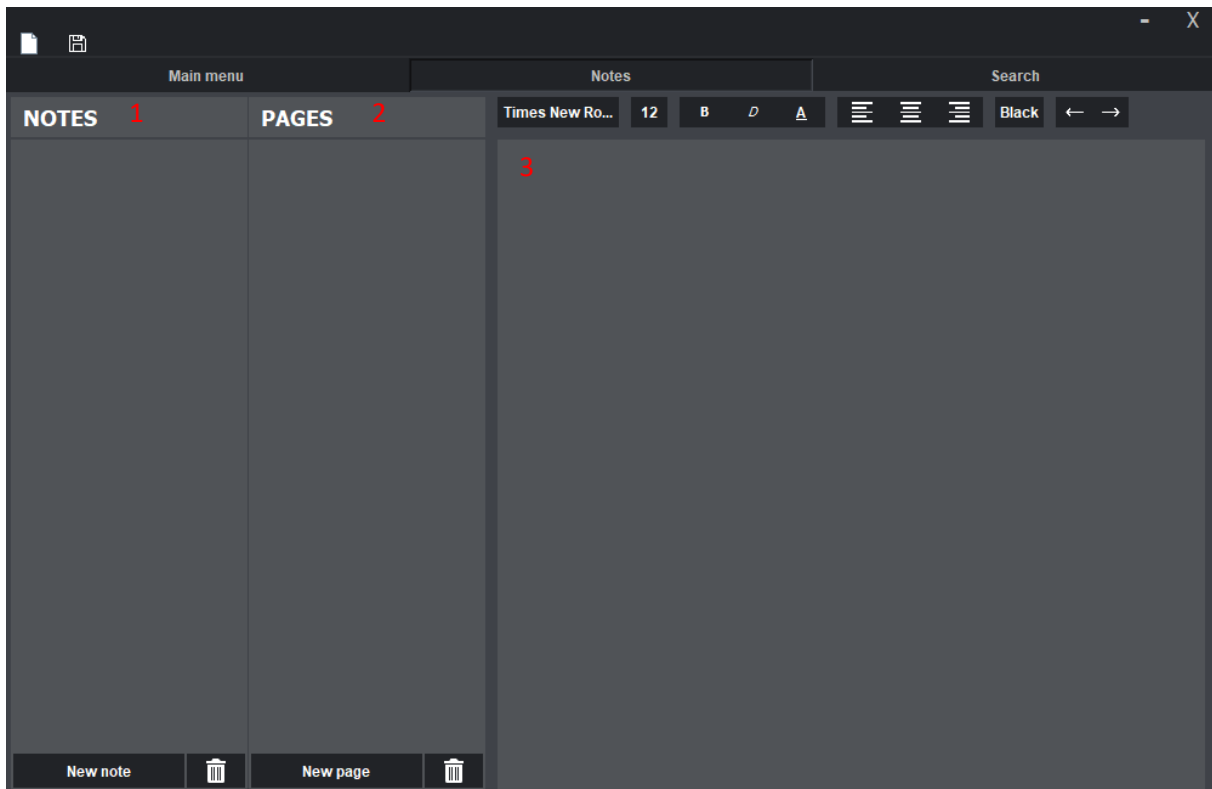 - X
Main menu Notes Search
NOTES 1 PAGES 2 Times New Ro... 12 B D A Black ← →
3
New note New page